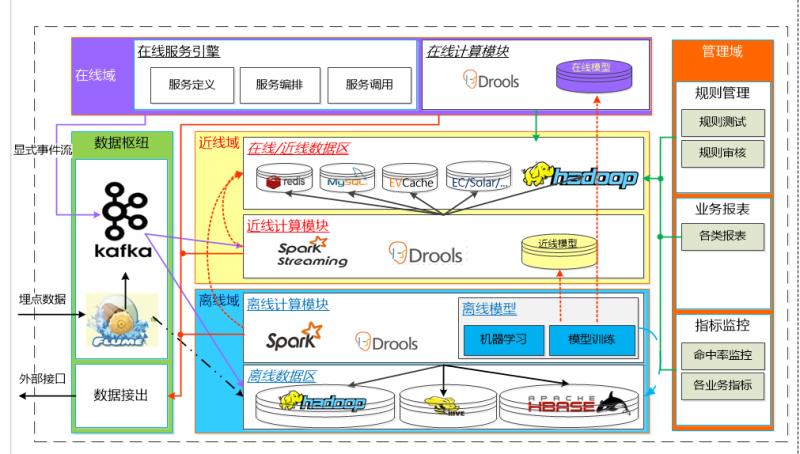 在线域
在线服务引擎
服务定义
服务编排
服务调用
在线计算模块
Drools
在线模型
管理域
规则管理
规则测试
规则审核
业务报表
各类报表
指标监控
命中率监控
各业务指标
显式事件流
数据枢纽
kafka
埋点数据
FLUME
外部接口
数据接出
近线域
在线/近线数据区
redis
MySQL
EVCache
EC/Solar/...
hadoop
近线计算模块
Spark
Streaming
Drools
近线模型
离线域
离线计算模块
Spark
Drools
离线模型
机器学习
模型训练
离线数据区
hadoop
HIVE
APACHE
HBASE